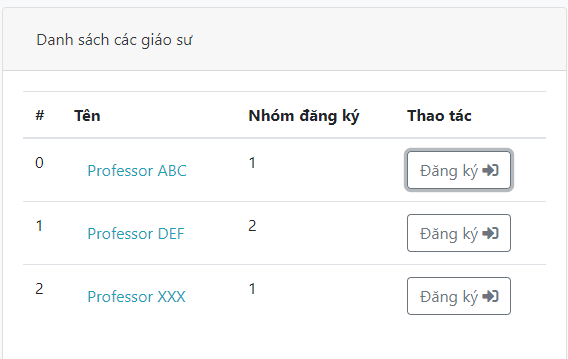 Danh sách các giáo sư
# Tên Nhóm đăng ký Thao tác
0 Professor ABC 1 Đăng ký
1 Professor DEF 2 Đăng ký
2 Professor XXX 1 Đăng ký